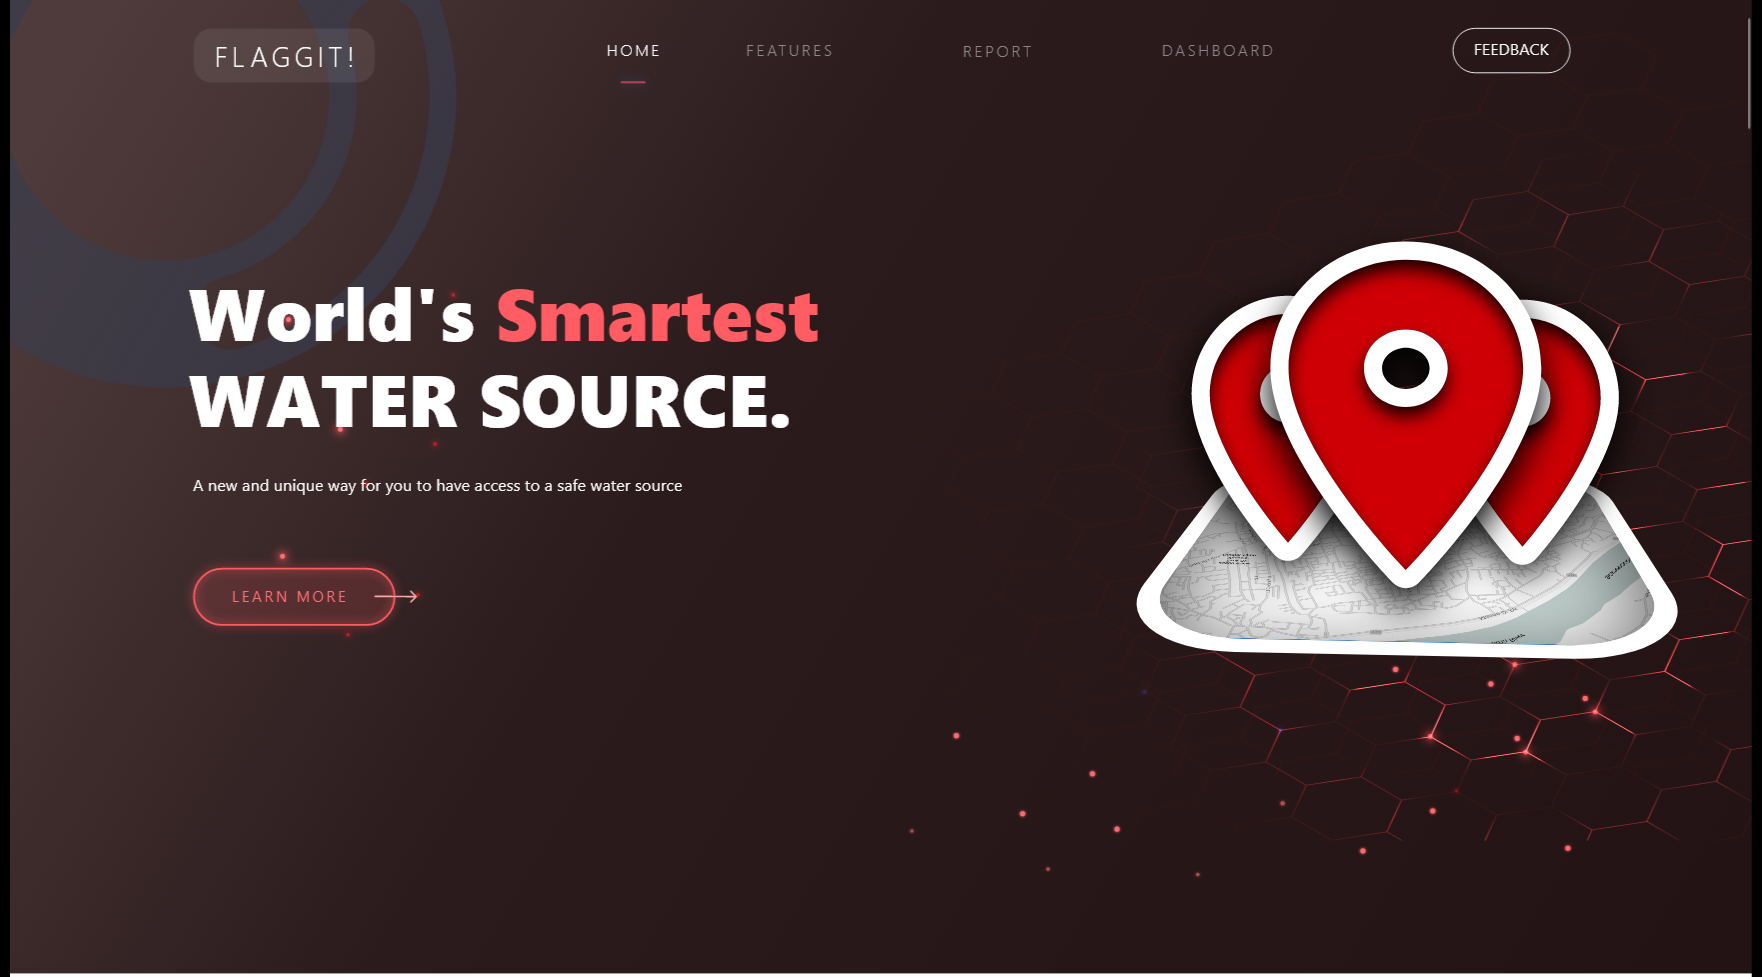 FLAGGIT!
HOME
FEATURES
REPORT
DASHBOARD
FEEDBACK
World's Smartest
WATER SOURCE.
A new and unique way for you to have access to a safe water source
LEARN MORE